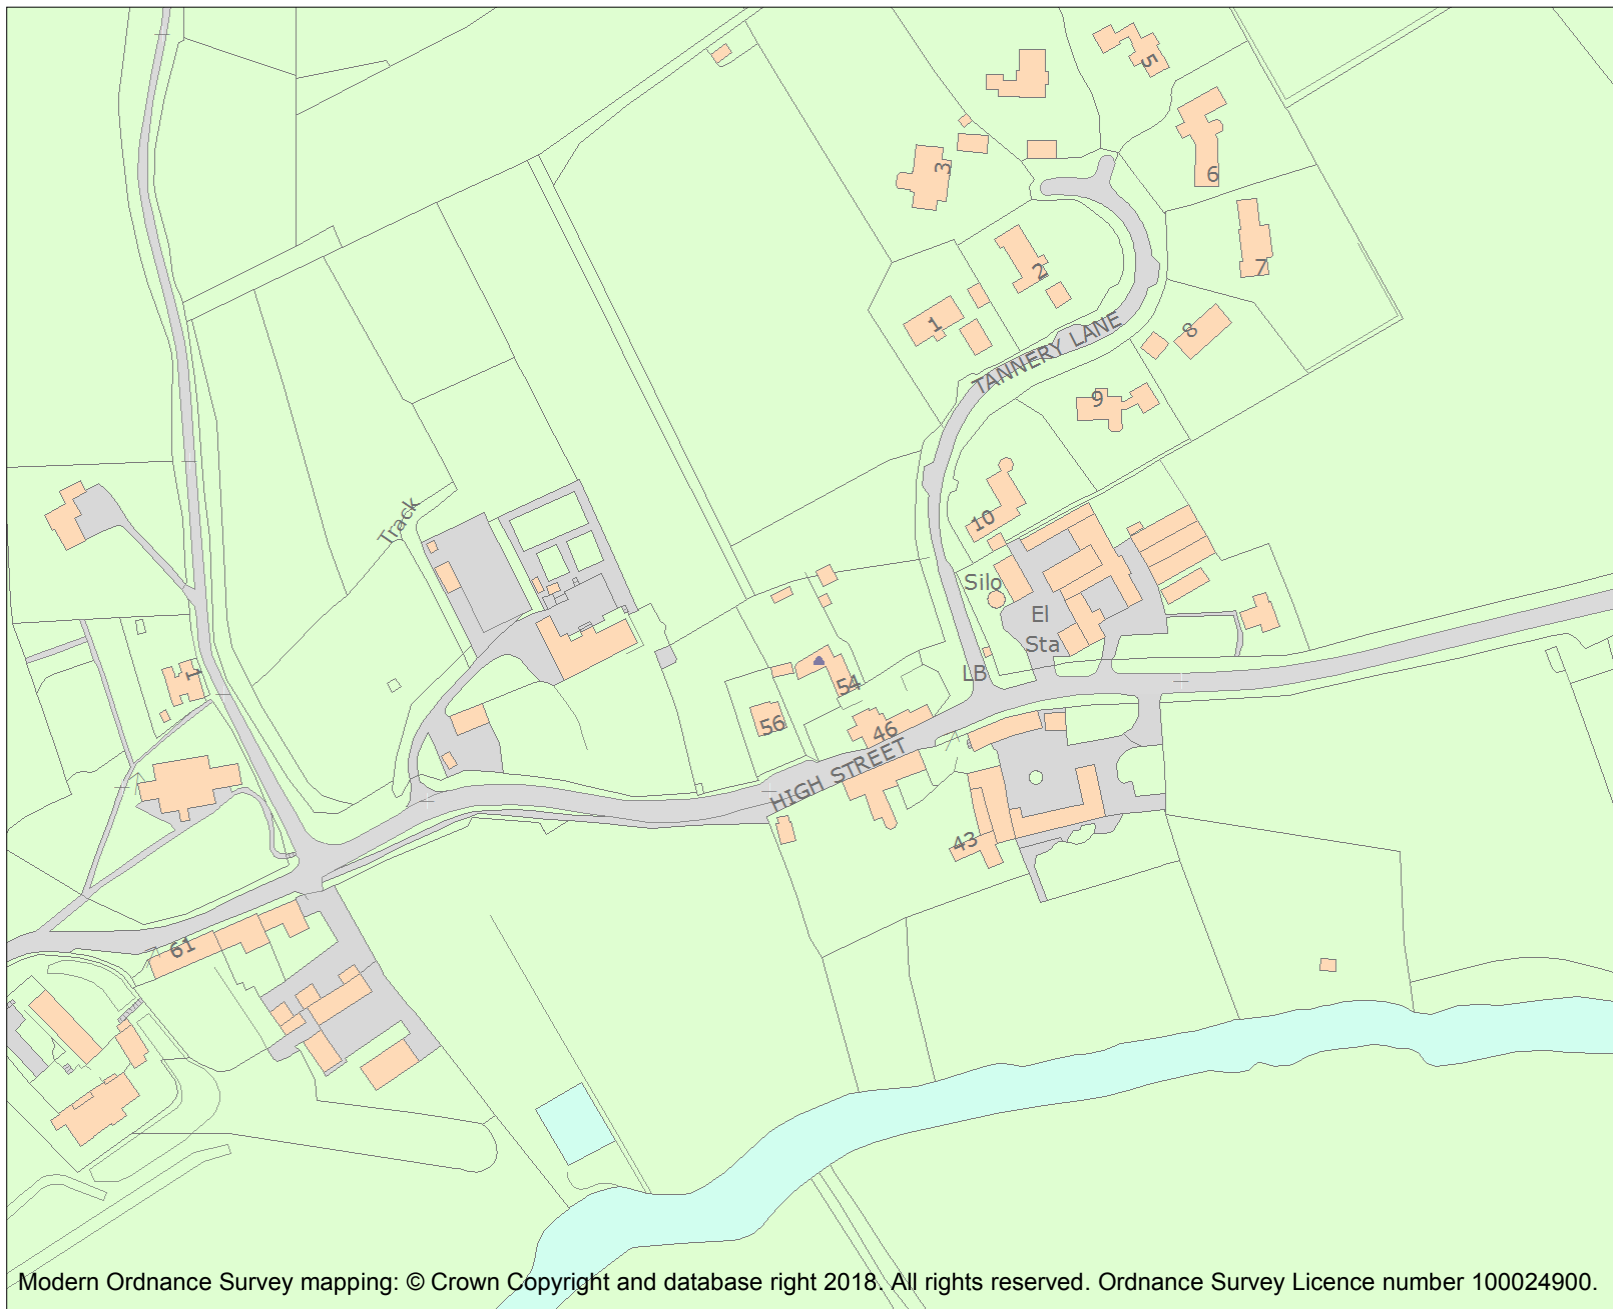 5
3
6
2
7
1
8
TANNERY LANE
9
Track
10
Silo
El
Sta
1
LB
54
56
46
HIGH STREET
43
61
Modern Ordnance Survey mapping: © Crown Copyright and database right 2018. All rights reserved. Ordnance Survey Licence number 100024900.